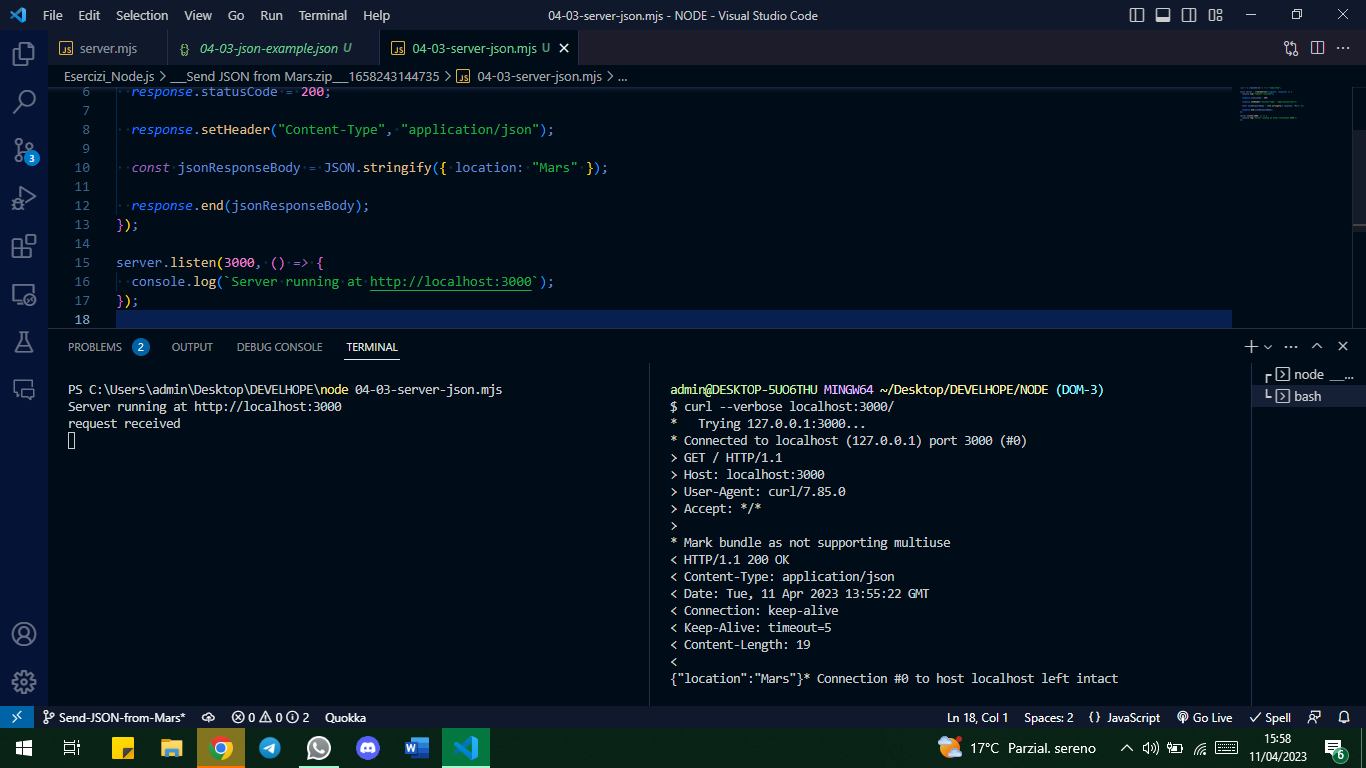 File Edit Selection View Go Run Terminal Help 04-03-server-json.mjs - NODE - Visual Studio Code
JS server.mjs {} 04-03-json-example.json U JS 04-03-server-json.mjs U
Esercizi_Node.js > ___Send JSON from Mars.zip___1658243144735 > JS 04-03-server-json.mjs > ...
6 response.statusCode = 200;
7
8 response.setHeader("Content-Type", "application/json");
9
10 const jsonResponseBody = JSON.stringify({ location: "Mars" });
11
12 response.end(jsonResponseBody);
13 });
14
15 server.listen(3000, () => {
16 console.log(`Server running at http://localhost:3000`);
17 });
18
3
PROBLEMS 2 OUTPUT DEBUG CONSOLE TERMINAL
PS C:\Users\admin\Desktop\DEVELHOPE\node 04-03-server-json.mjs
Server running at http://localhost:3000
request received
admin@DESKTOP-5UO6THU MINGW64 ~/Desktop/DEVELHOPE/NODE (DOM-3)
$ curl --verbose localhost:3000/
* Trying 127.0.0.1:3000...
* Connected to localhost (127.0.0.1) port 3000 (#0)
> GET / HTTP/1.1
> Host: localhost:3000
> User-Agent: curl/7.85.0
> Accept: */*
>
* Mark bundle as not supporting multiuse
< HTTP/1.1 200 OK
< Content-Type: application/json
< Date: Tue, 11 Apr 2023 13:55:22 GMT
< Connection: keep-alive
< Keep-Alive: timeout=5
< Content-Length: 19
<
{"location":"Mars"}* Connection #0 to host localhost left intact
node __...
bash
Send-JSON-from-Mars* 0 0 2 Quokka Ln 18, Col 1 Spaces: 2 {} JavaScript Go Live Spell
17°C Parzial. sereno 15:58
11/04/2023 6